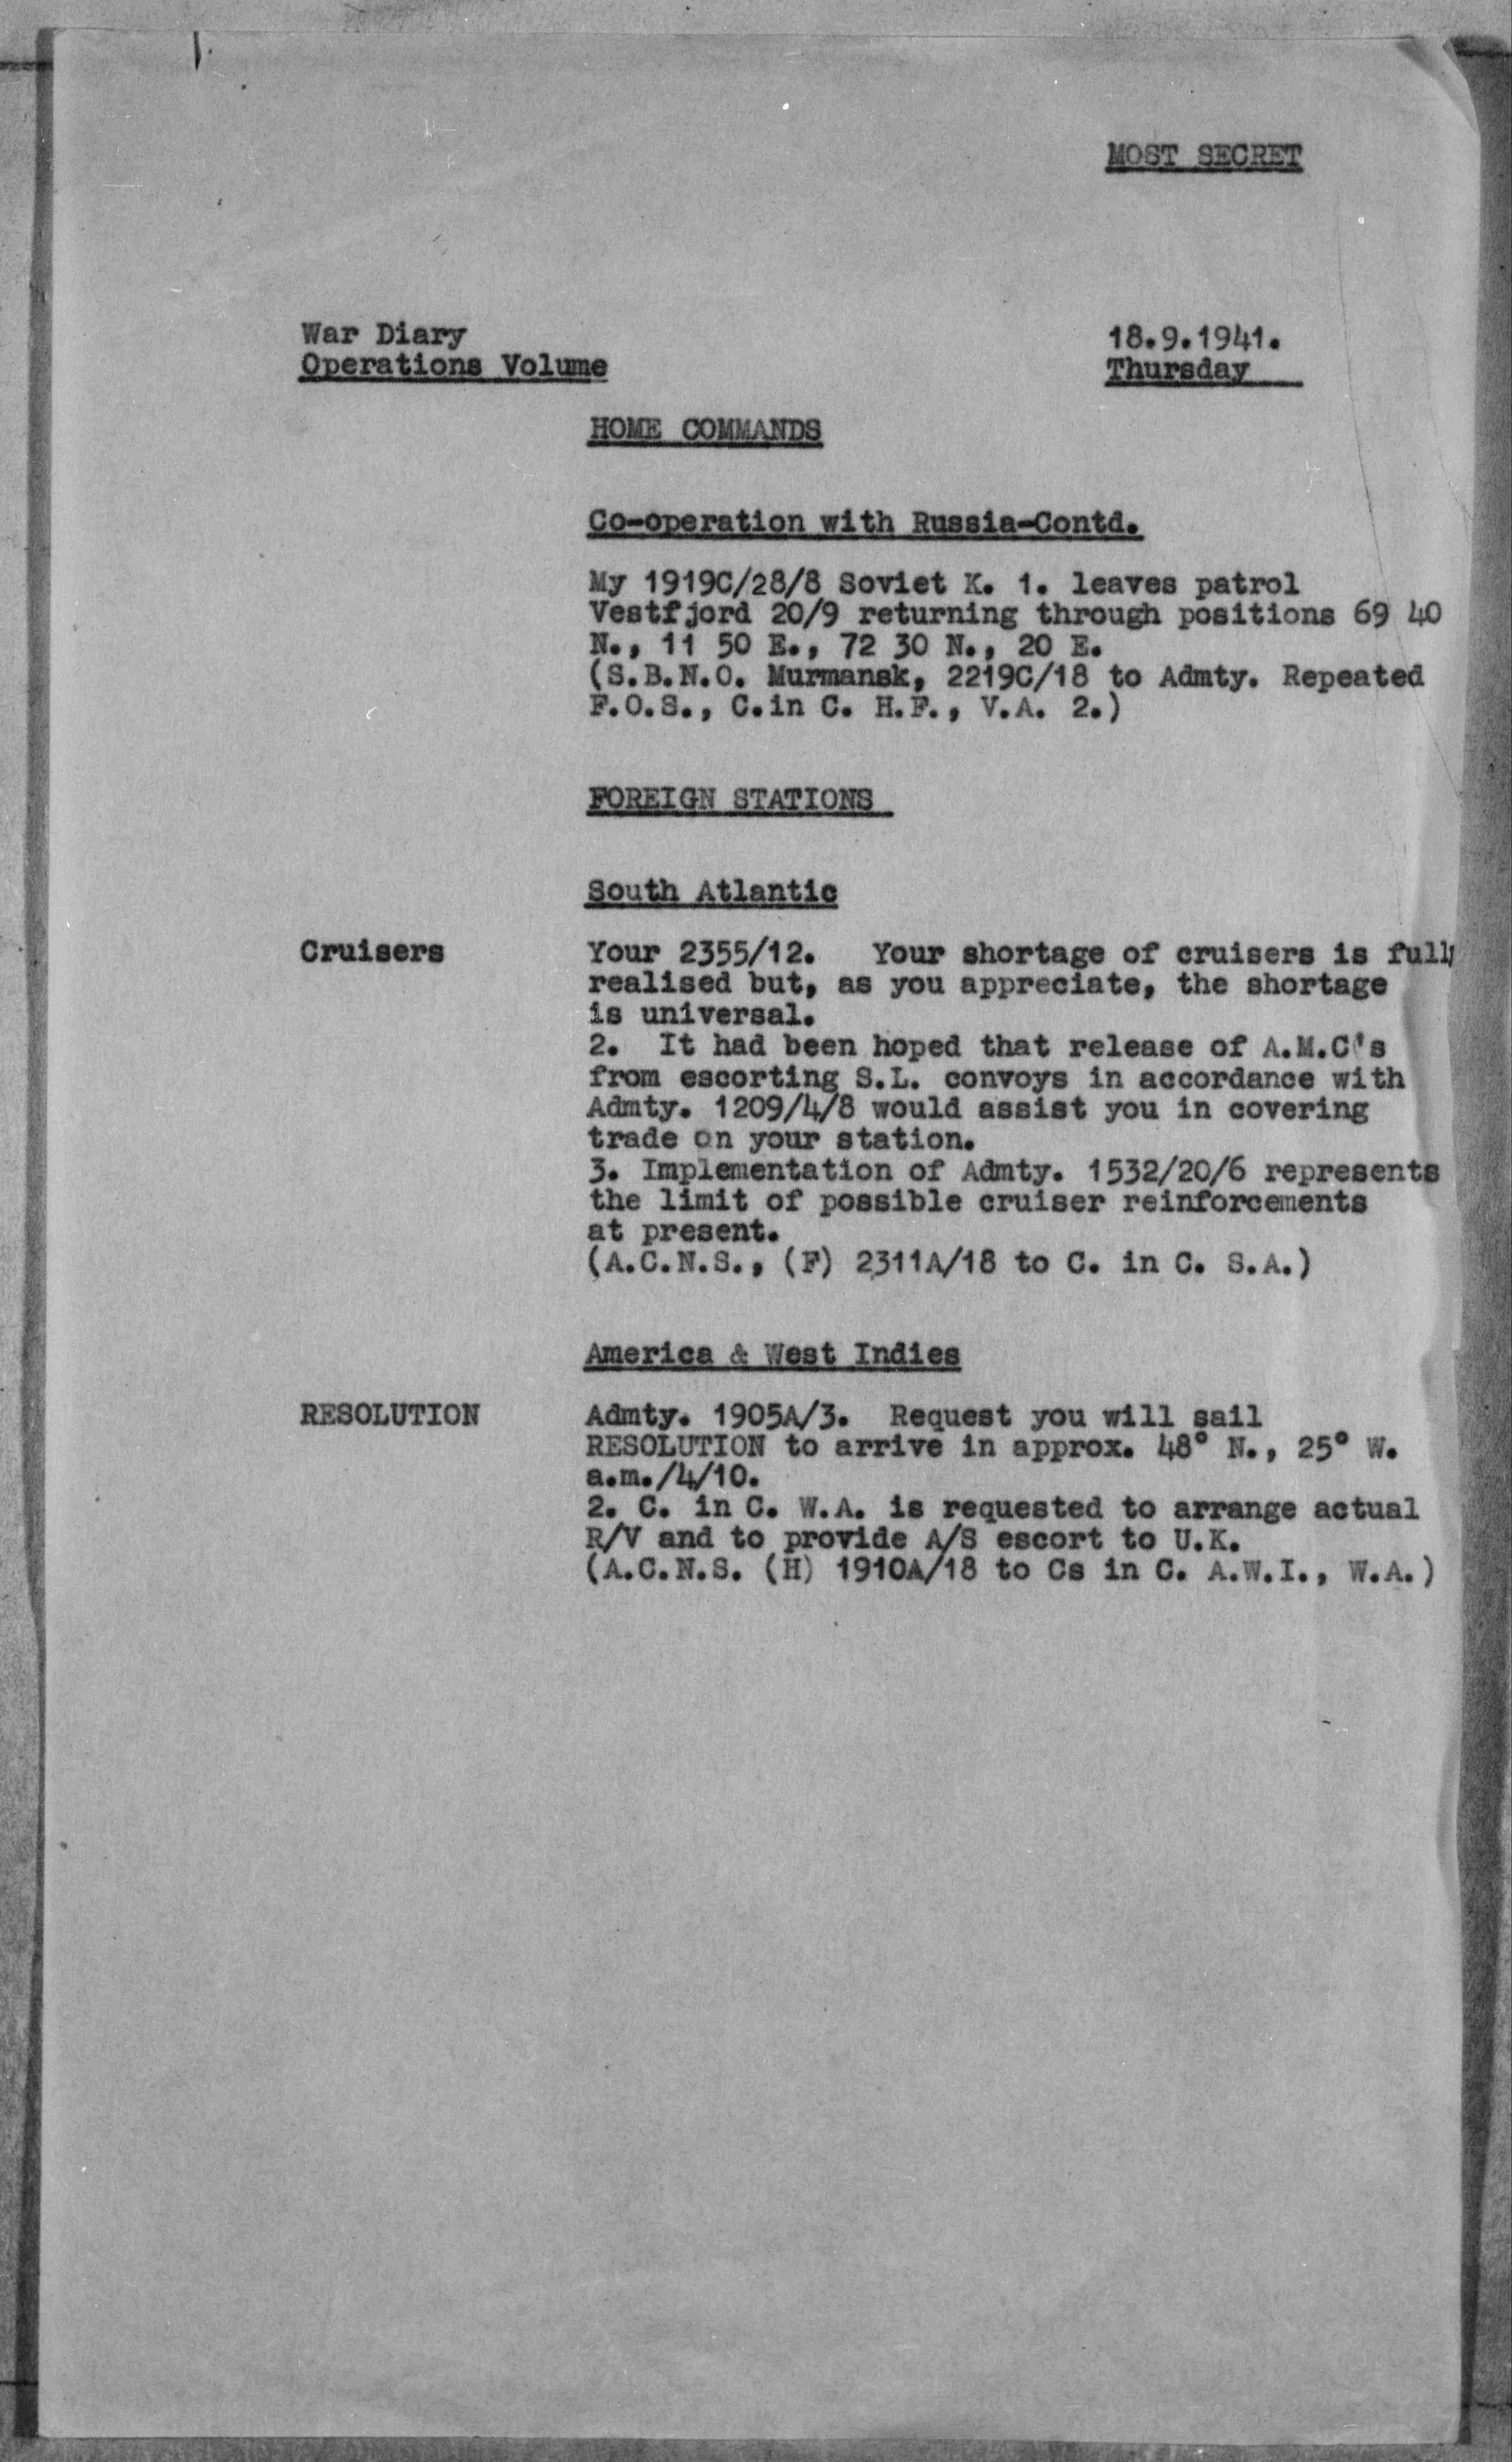 MOST SECRET
War Diary
Operations Volume
18.9.1941.
Thursday
HOME COMMANDS
Co-operation with Russia-Contd.
My 1919C/28/8 Soviet K. 1. leaves patrol
Vestfjord 20/9 returning through positions 69 40
N., 11 50 E., 72 30 N., 20 E.
(S.B.N.O. Murmansk, 2219C/18 to Admty. Repeated
F.O.S., C.in C. H.F., V.A. 2.)
FOREIGN STATIONS
South Atlantic
Cruisers
Your 2355/12. Your shortage of cruisers is fully
realised but, as you appreciate, the shortage
is universal.
2. It had been hoped that release of A.M.C's
from escorting S.L. convoys in accordance with
Admty. 1209/4/8 would assist you in covering
trade on your station.
3. Implementation of Admty. 1532/20/6 represents
the limit of possible cruiser reinforcements
at present.
(A.C.N.S., (F) 2311A/18 to C. in C. S.A.)
America & West Indies
RESOLUTION
Admty. 1905A/3. Request you will sail
RESOLUTION to arrive in approx. 48° N., 25° W.
a.m./4/10.
2. C. in C. W.A. is requested to arrange actual
R/V and to provide A/S escort to U.K.
(A.C.N.S. (H) 1910A/18 to Cs in C. A.W.I., W.A.)